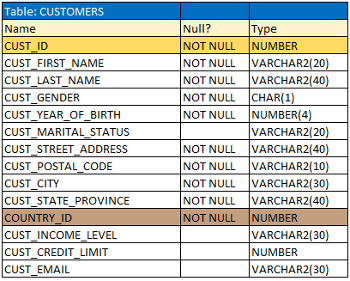 Table: CUSTOMERS
Name Null? Type
CUST_ID NOT NULL NUMBER
CUST_FIRST_NAME NOT NULL VARCHAR2(20)
CUST_LAST_NAME NOT NULL VARCHAR2(40)
CUST_GENDER NOT NULL CHAR(1)
CUST_YEAR_OF_BIRTH NOT NULL NUMBER(4)
CUST_MARITAL_STATUS VARCHAR2(20)
CUST_STREET_ADDRESS NOT NULL VARCHAR2(40)
CUST_POSTAL_CODE NOT NULL VARCHAR2(10)
CUST_CITY NOT NULL VARCHAR2(30)
CUST_STATE_PROVINCE NOT NULL VARCHAR2(40)
COUNTRY_ID NOT NULL NUMBER
CUST_INCOME_LEVEL VARCHAR2(30)
CUST_CREDIT_LIMIT NUMBER
CUST_EMAIL VARCHAR2(30)